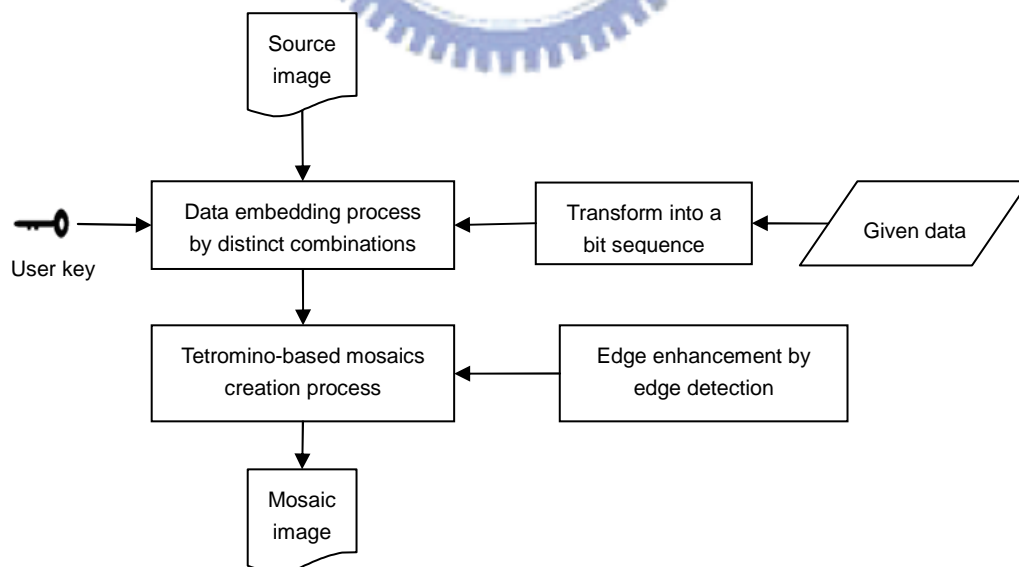 Source
image
Data embedding process
by distinct combinations
Transform into a
bit sequence
Given data
User key
Tetromino-based mosaics
creation process
Edge enhancement by
edge detection
Mosaic
image